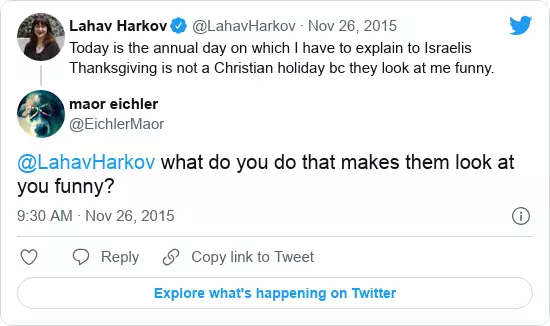 Lahav Harkov @LahavHarkov · Nov 26, 2015
Today is the annual day on which I have to explain to Israelis
Thanksgiving is not a Christian holiday bc they look at me funny.
maor eichler
@EichlerMaor
@LahavHarkov what do you do that makes them look at
you funny?
9:30 AM · Nov 26, 2015
Reply Copy link to Tweet
Explore what's happening on Twitter